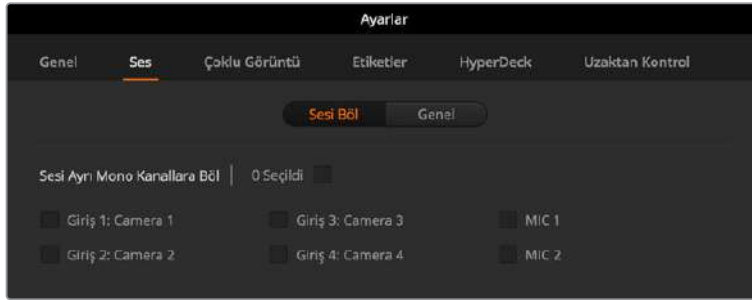 Ayarlar
Genel Ses Çoklu Görüntü Etiketler HyperDeck Uzaktan Kontrol
Sesi Böl Genel
Sesi Ayrı Mono Kanallara Böl 0 Seçildi
Giriş 1: Camera 1 Giriş 3: Camera 3 MIC 1
Giriş 2: Camera 2 Giriş 4: Camera 4 MIC 2